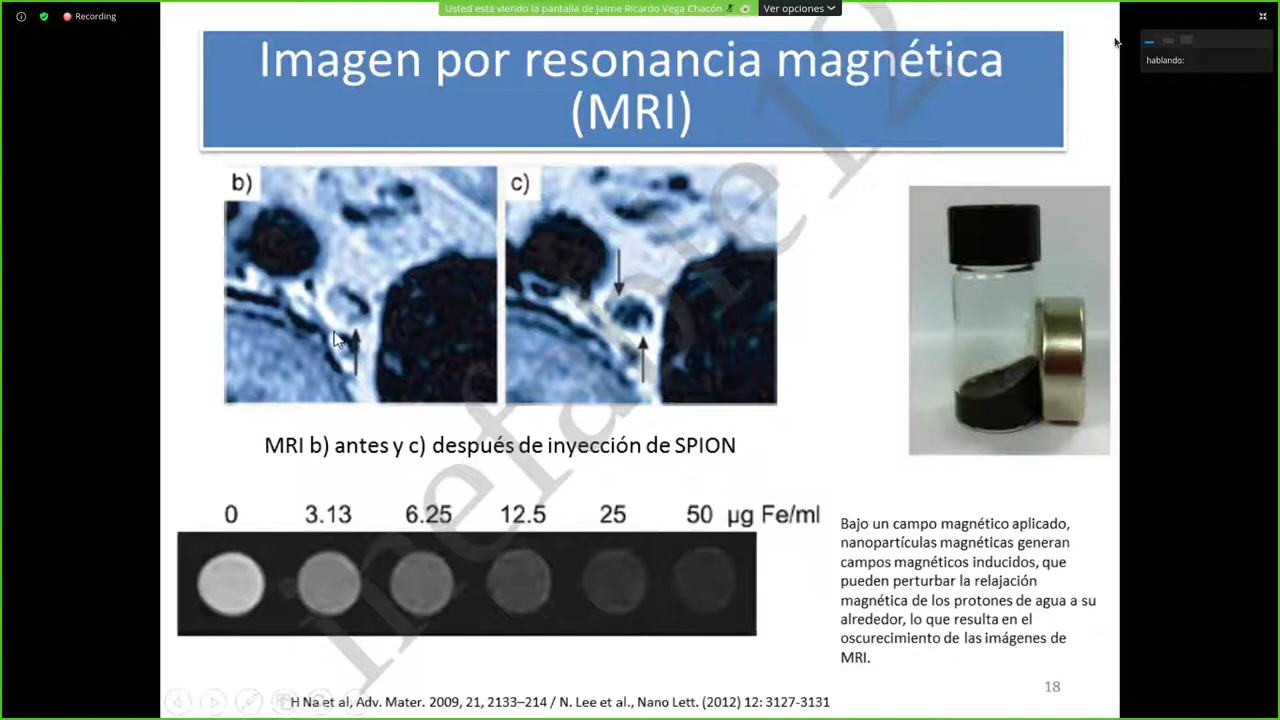 Recording
Usted está viendo la pantalla de Jaime Ricardo Vega Chacón
Ver opciones
hablando:
Imagen por resonancia magnética
(MRI)
b)
c)
MRI b) antes y c) después de inyección de SPION
0 3.13 6.25 12.5 25 50 µg Fe/ml
Bajo un campo magnético aplicado,
nanopartículas magnéticas generan
campos magnéticos inducidos, que
pueden perturbar la relajación
magnética de los protones de agua a su
alrededor, lo que resulta en el
oscurecimiento de las imágenes de
MRI.
18
H Na et al, Adv. Mater. 2009, 21, 2133–214 / N. Lee et al., Nano Lett. (2012) 12: 3127-3131